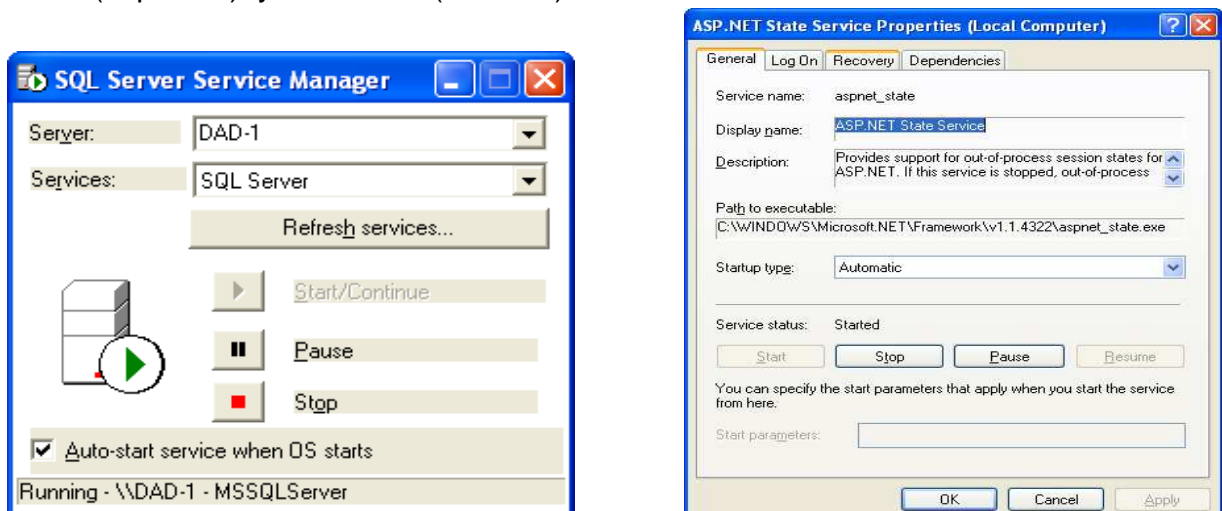 SQL Server Service Manager
Server: DAD-1
Services: SQL Server
Refresh services...
Start/Continue
Pause
Stop
Auto-start service when OS starts
Running - \\DAD-1 - MSSQLServer
ASP.NET State Service Properties (Local Computer)
General Log On Recovery Dependencies
Service name: aspnet_state
Display name: ASP.NET State Service
Description: Provides support for out-of-process session states for
ASP.NET. If this service is stopped, out-of-process
Path to executable:
C:\WINDOWS\Microsoft.NET\Framework\v1.1.4322\aspnet_state.exe
Startup type: Automatic
Service status: Started
Start Stop Pause Resume
You can specify the start parameters that apply when you start the service
from here.
Start parameters:
OK Cancel Apply